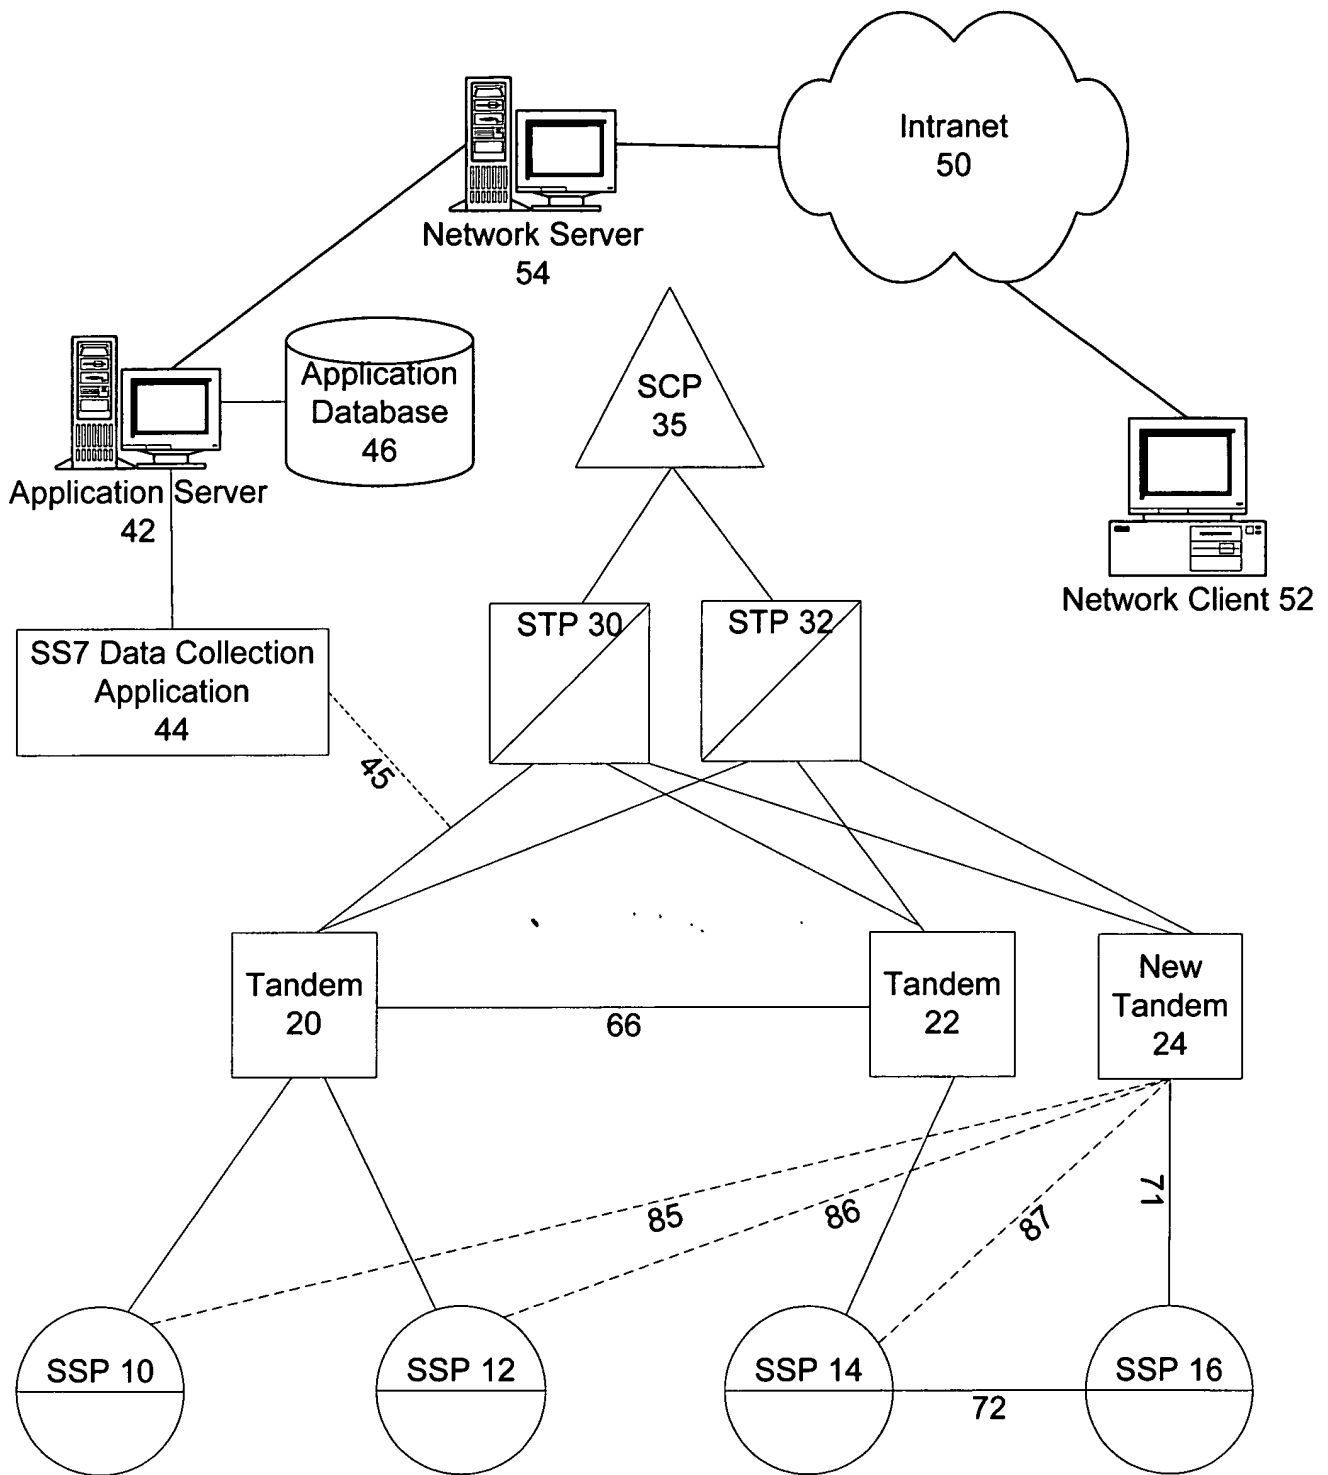 Intranet
50
Network Server
54
Application
Database
46
SCP
35
Application Server
42
Network Client 52
STP 30
STP 32
SS7 Data Collection
Application
44
45
Tandem
20
66
Tandem
22
New
Tandem
24
85
86
87
71
SSP 10
SSP 12
SSP 14
SSP 16
72